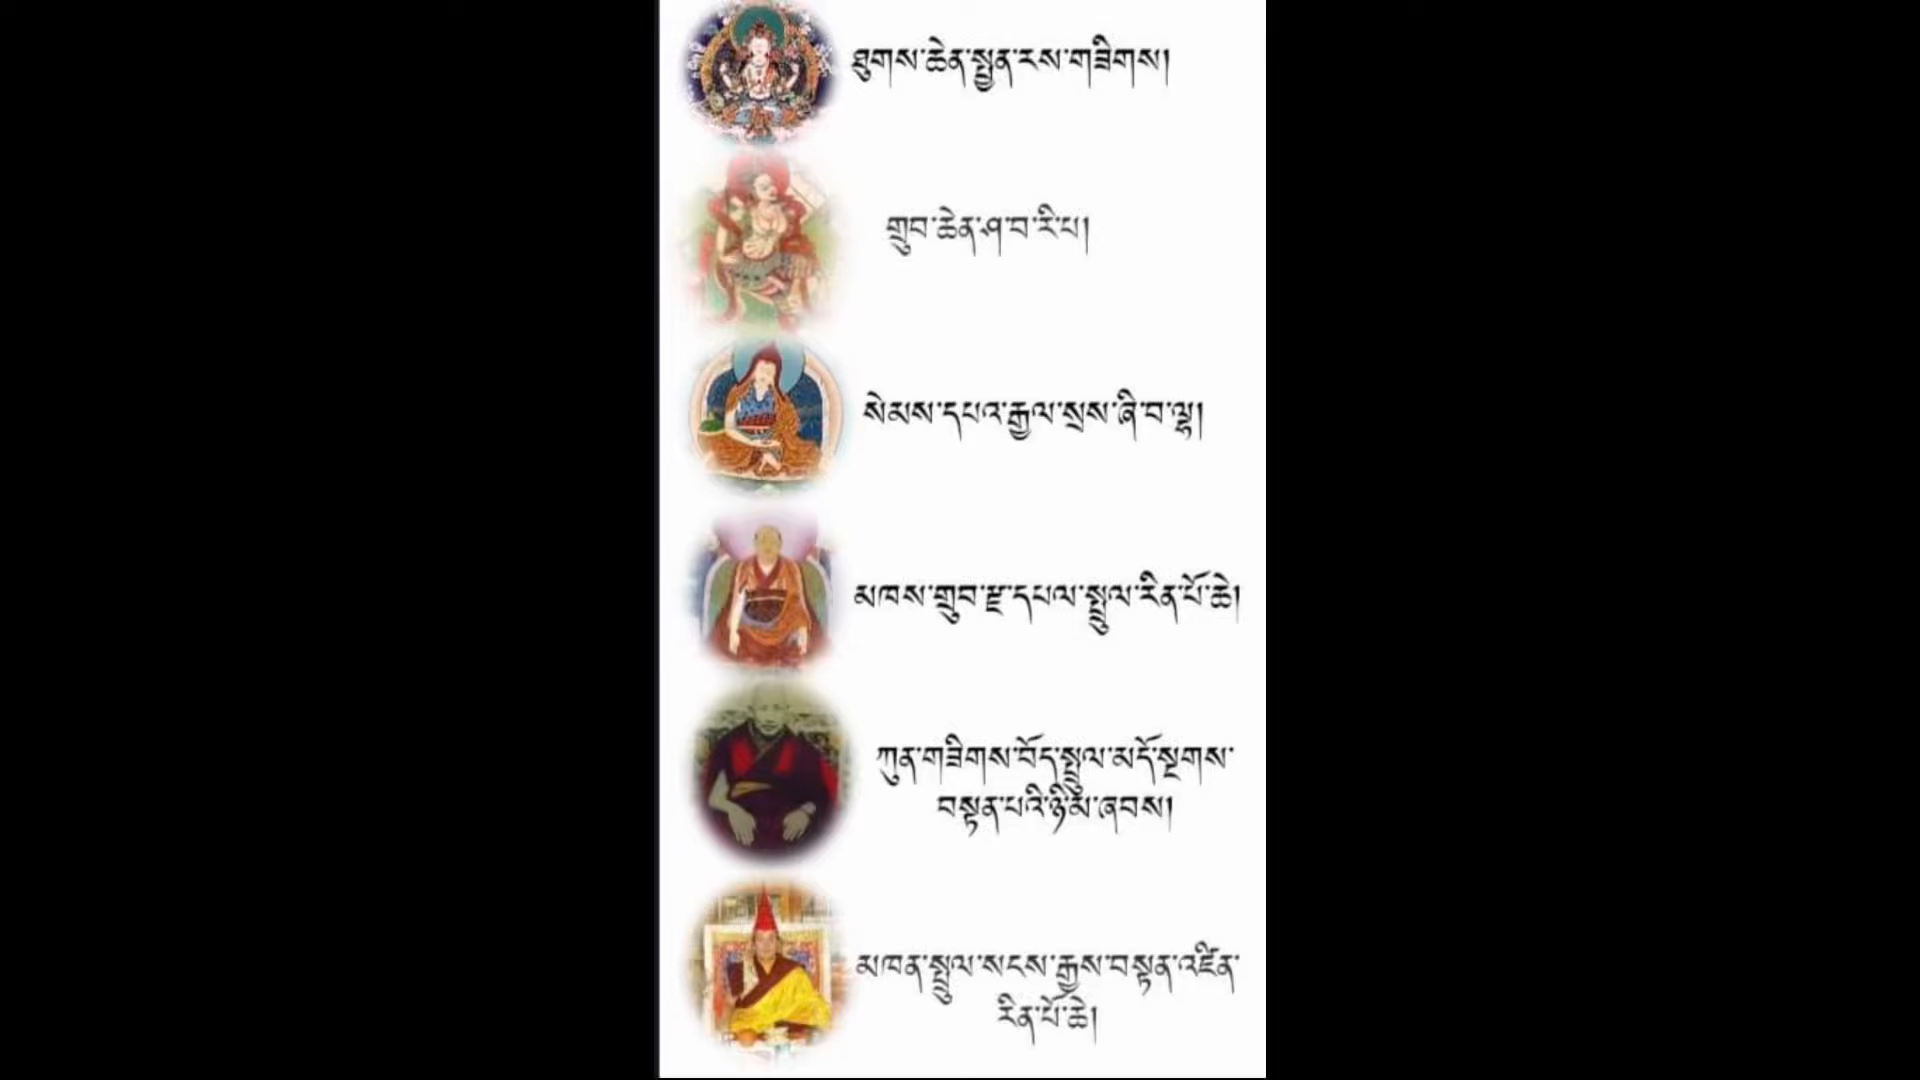 ཐུགས་ཆེན་སྤྱན་རས་གཟིགས།
གྲུབ་ཆེན་ཤ་བ་རི་པ།
སེམས་དཔའ་རྒྱལ་སྲས་ཞི་བ་ལྷ།
མཁས་གྲུབ་རྫ་དཔལ་སྤྲུལ་རིན་པོ་ཆེ།
ཀུན་གཟིགས་བོད་སྤྲུལ་མདོ་སྔགས་
བསྟན་པའི་ཉི་མ་ཞབས།
མཁན་སྤྲུལ་སངས་རྒྱས་བསྟན་འཛིན་
རིན་པོ་ཆེ།